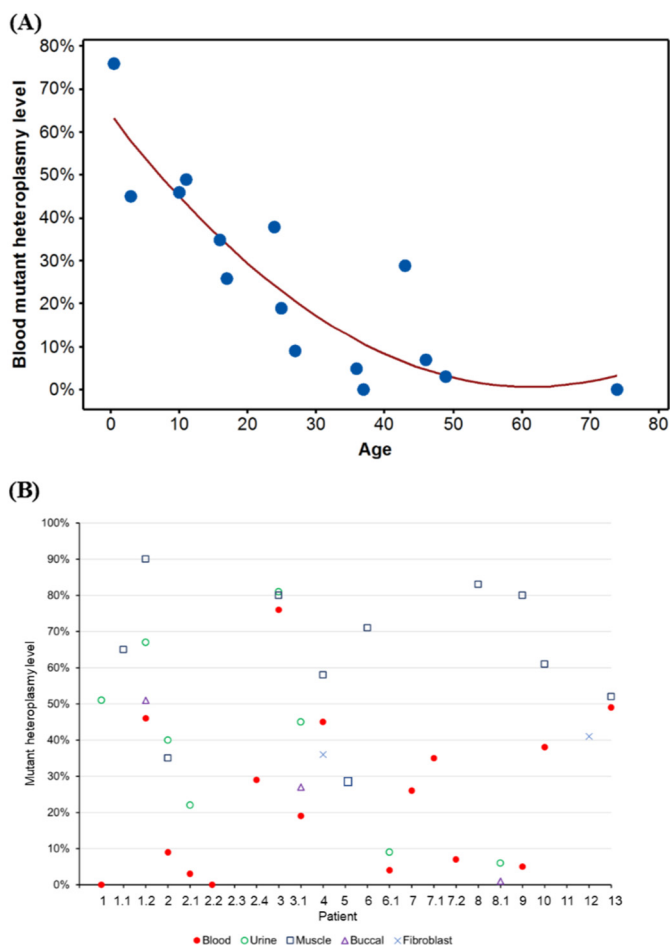 (A)
Blood mutant heteroplasmy level
80%
70%
60%
50%
40%
30%
20%
10%
0%
0 10 20 30 40 50 60 70 80
Age
(B)
Mutant heteroplasmy level
100%
90%
80%
70%
60%
50%
40%
30%
20%
10%
0%
1 1.1 1.2 2 2.1 2.2 2.3 2.4 3 3.1 4 5 6 6.1 7 7.1 7.2 8 8.1 9 10 11 12 13
Patient
Blood Urine Muscle Buccal Fibroblast